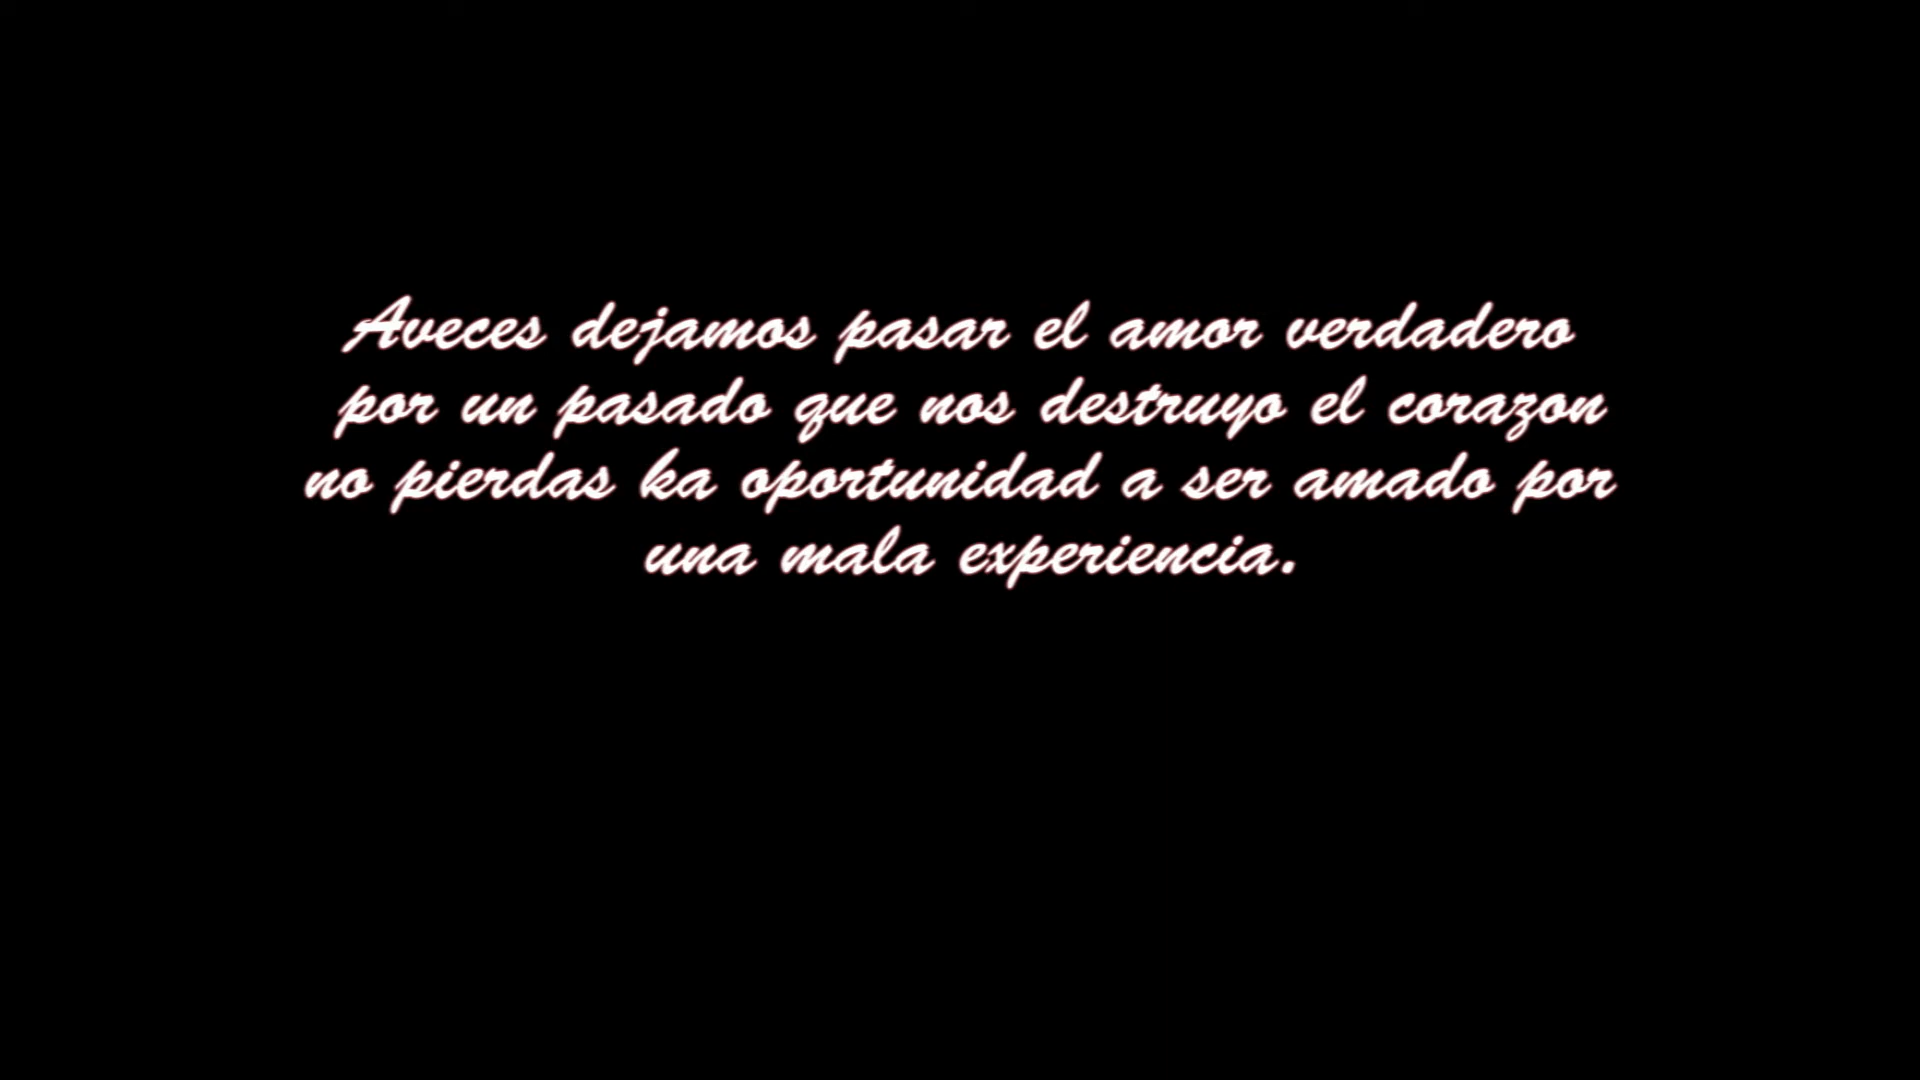 Aveces dejamos pasar el amor verdadero
por un pasado que nos destruyo el corazon
no pierdas ka oportunidad a ser amado por
una mala experiencia.